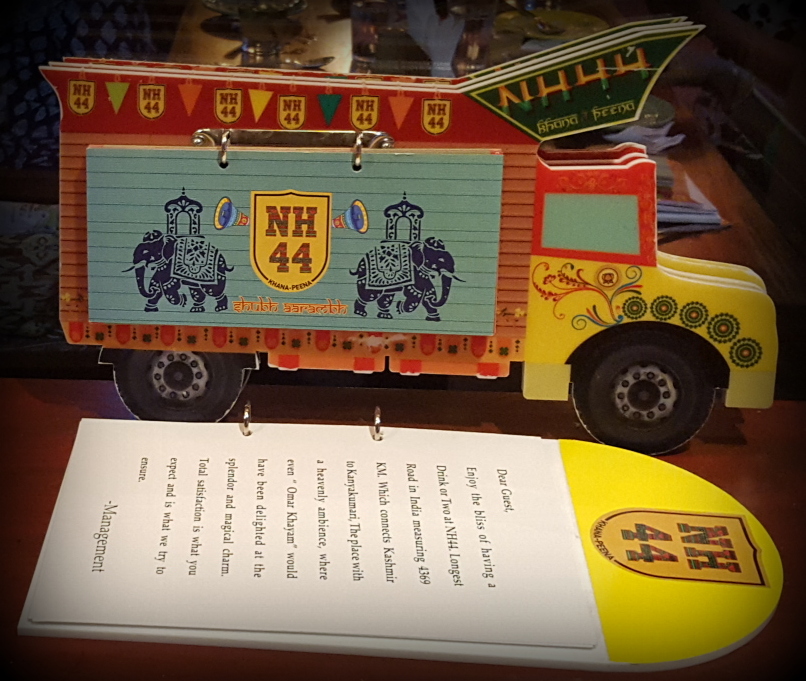 NH
44
NH
44
NH
44
NH
44
NH
44
NH
44
NH44
Khana Peena
NH
44
KHANA-PEENA
Shubh aarambh
Dear Guest,
Enjoy the bliss of having a
Drink or Two at NH44. Longest
Road in India measuring 4369
KM. Which connects Kashmir
to Kanyakumari, The place with
a heavenly ambience, where
even " Omar Khayam" would
have been delighted at the
splendor and magical charm.
Total satisfaction is what you
expect and is what we try to
ensure.
-Management
NH
44
KHANA-PEENA